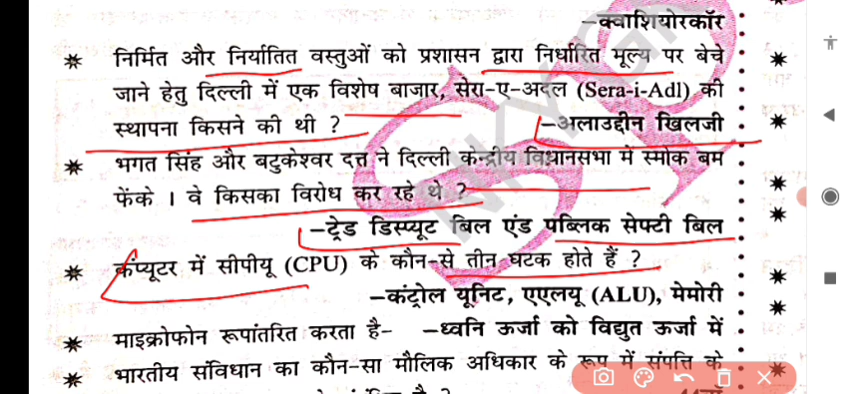 –क्वाशियोरकॉर
* निर्मित और निर्यातित वस्तुओं को प्रशासन द्वारा निर्धारित मूल्य पर बेचे
जाने हेतु दिल्ली में एक विशेष बाजार, सेरा-ए-अदल (Sera-i-Adl) की
स्थापना किसने की थी ? –अलाउद्दीन खिलजी
* भगत सिंह और बटुकेश्वर दत्त ने दिल्ली केन्द्रीय विधानसभा में स्मोक बम
फेंके । वे किसका विरोध कर रहे थे ?
–ट्रेड डिस्प्यूट बिल एंड पब्लिक सेफ्टी बिल
* कंप्यूटर में सीपीयू (CPU) के कौन-से तीन घटक होते हैं ?
–कंट्रोल यूनिट, एएलयू (ALU), मेमोरी
* माइक्रोफोन रूपांतरित करता है- –ध्वनि ऊर्जा को विद्युत ऊर्जा में
* भारतीय संविधान का कौन-सा मौलिक अधिकार के रूप में संपत्ति के